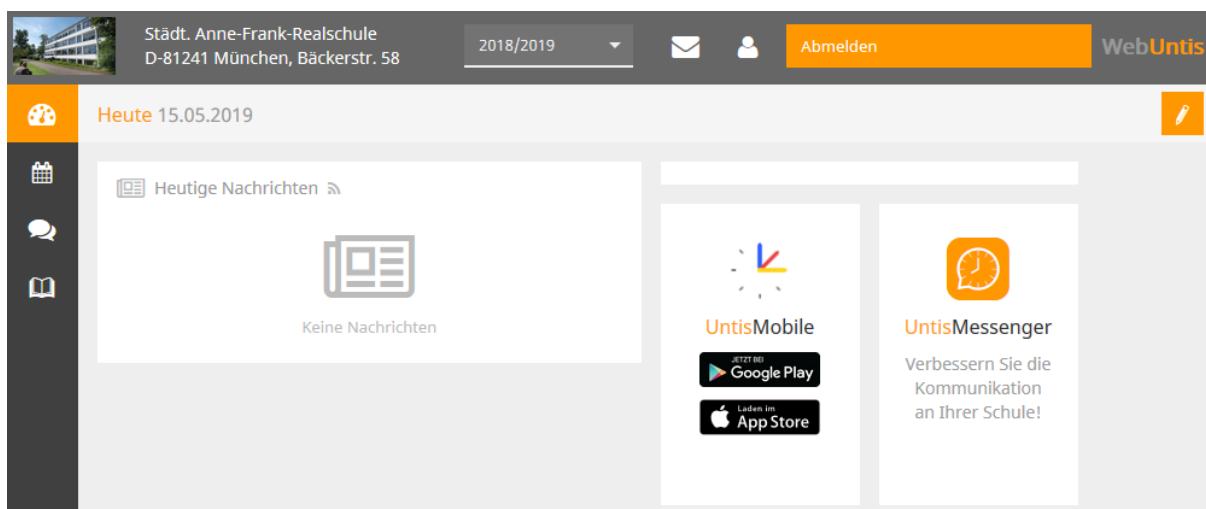 Städt. Anne-Frank-Realschule
D-81241 München, Bäckerstr. 58
2018/2019
Abmelden
WebUntis
Heute 15.05.2019
Heutige Nachrichten
Keine Nachrichten
UntisMobile
JETZT BEI
Google Play
Laden im
App Store
UntisMessenger
Verbessern Sie die
Kommunikation
an Ihrer Schule!